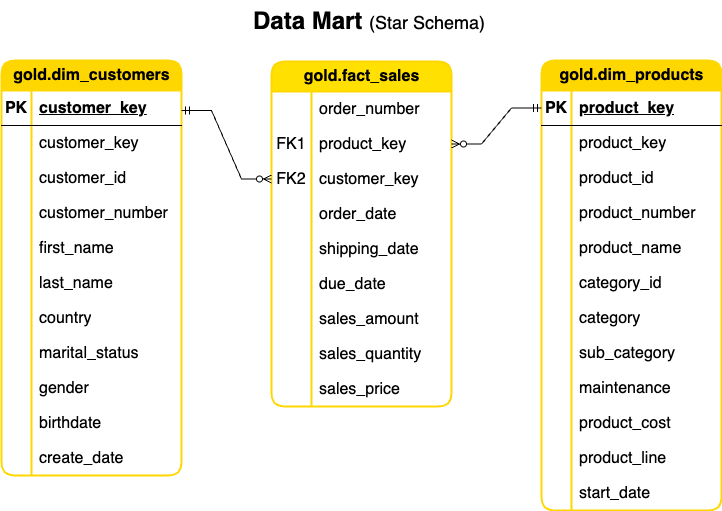 Data Mart (Star Schema)
gold.dim_customers
PK customer_key
customer_key
customer_id
customer_number
first_name
last_name
country
marital_status
gender
birthdate
create_date
gold.fact_sales
order_number
FK1 product_key
FK2 customer_key
order_date
shipping_date
due_date
sales_amount
sales_quantity
sales_price
gold.dim_products
PK product_key
product_key
product_id
product_number
product_name
category_id
category
sub_category
maintenance
product_cost
product_line
start_date